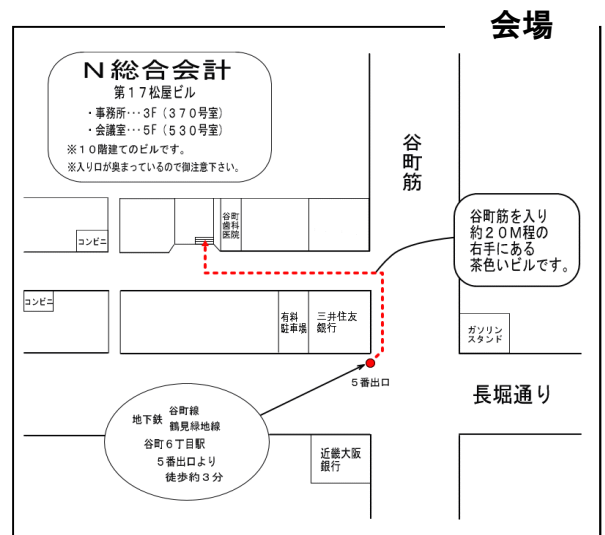 会場
N総合会計
第17松屋ビル
・事務所･･･3F(370号室)
・会議室･･･5F(530号室)
※10階建てのビルです。
※入り口が奥まっているので御注意下さい。
谷町筋
谷町筋を入り
約20M程の
右手にある
茶色いビルです。
谷町
歯科
医院
コンビニ
コンビニ
有料
駐車場
三井住友
銀行
ガソリン
スタンド
5番出口
長堀通り
地下鉄
谷町線
鶴見緑地線
谷町6丁目駅
5番出口より
徒歩約3分
近畿大阪
銀行